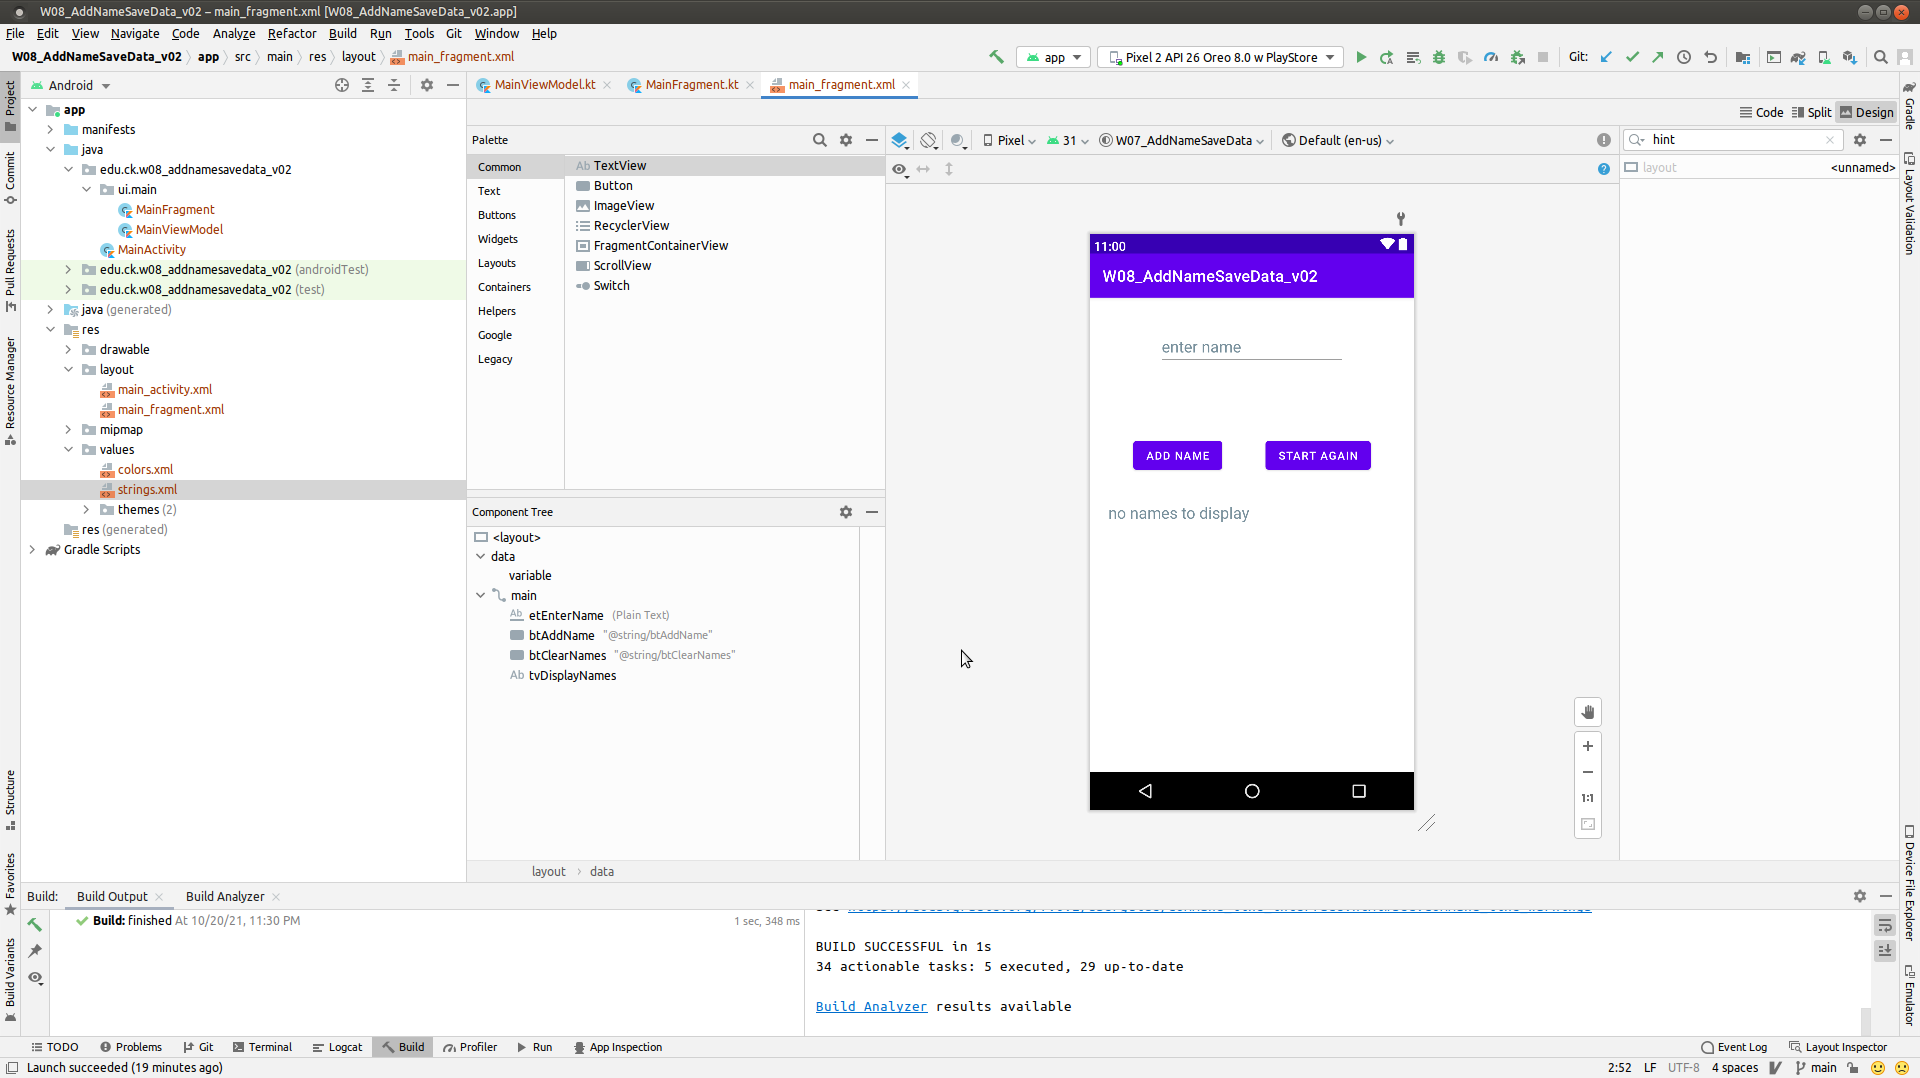 W08_AddNameSaveData_v02 – main_fragment.xml [W08_AddNameSaveData_v02.app]
File Edit View Navigate Code Analyze Refactor Build Run Tools Git Window Help
W08_AddNameSaveData_v02 app src main res layout main_fragment.xml
app Pixel 2 API 26 Oreo 8.0 w PlayStore Git:
Android
MainViewModel.kt MainFragment.kt main_fragment.xml
Code Split Design
Project
Commit
Pull Requests
Resource Manager
Structure
Favorites
Build Variants
app
manifests
java
edu.ck.w08_addnamesavedata_v02
ui.main
MainFragment
MainViewModel
MainActivity
edu.ck.w08_addnamesavedata_v02 (androidTest)
edu.ck.w08_addnamesavedata_v02 (test)
java (generated)
res
drawable
layout
main_activity.xml
main_fragment.xml
mipmap
values
colors.xml
strings.xml
themes (2)
res (generated)
Gradle Scripts
Palette
Common
Text
Buttons
Widgets
Layouts
Containers
Helpers
Google
Legacy
Ab TextView
Button
ImageView
RecyclerView
FragmentContainerView
ScrollView
Switch
Component Tree
<layout>
data
variable
main
Ab etEnterName (Plain Text)
btAddName "@string/btAddName"
btClearNames "@string/btClearNames"
Ab tvDisplayNames
Pixel 31 W07_AddNameSaveData Default (en-us)
11:00
W08_AddNameSaveData_v02
enter name
ADD NAME START AGAIN
no names to display
1:1
hint
layout <unnamed>
Gradle
Layout Validation
Device File Explorer
Emulator
layout data
Build: Build Output Build Analyzer
Build: finished At 10/20/21, 11:30 PM 1 sec, 348 ms
BUILD SUCCESSFUL in 1s
34 actionable tasks: 5 executed, 29 up-to-date
Build Analyzer results available
TODO Problems Git Terminal Logcat Build Profiler Run App Inspection Event Log Layout Inspector
Launch succeeded (19 minutes ago) 2:52 LF UTF-8 4 spaces main